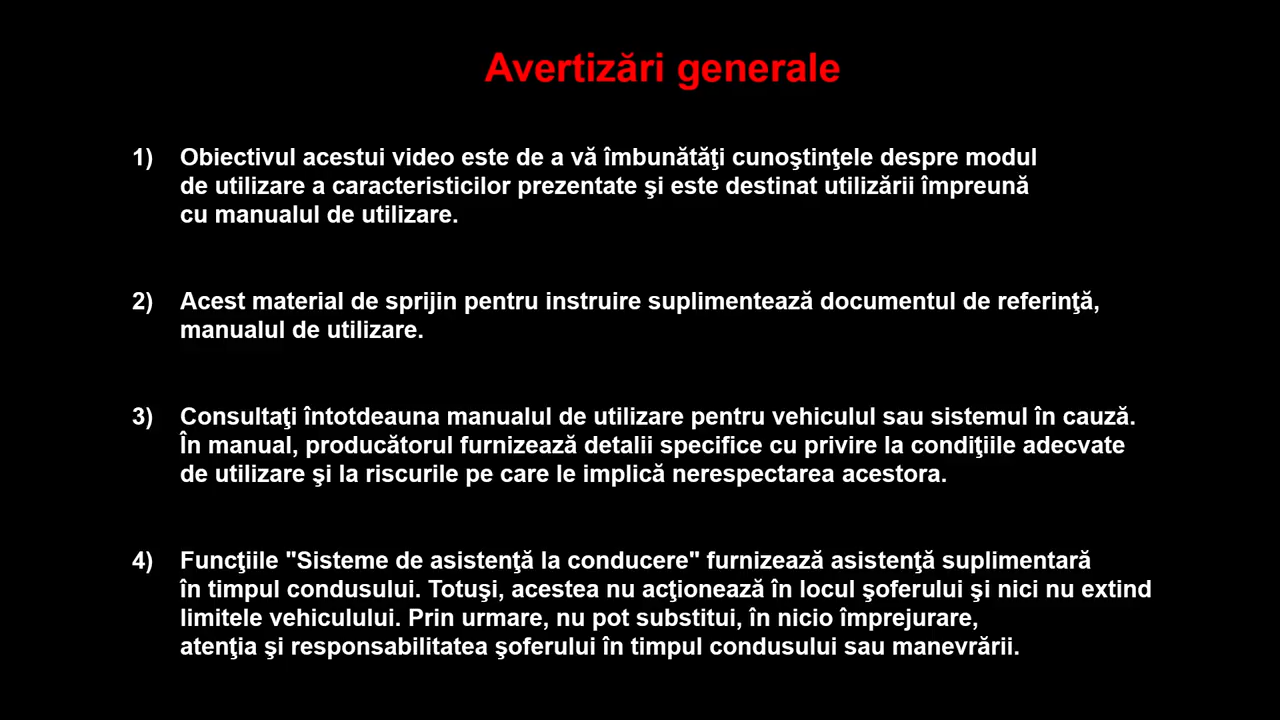 Avertizări generale
1) Obiectivul acestui video este de a vă îmbunătăţi cunoştinţele despre modul
de utilizare a caracteristicilor prezentate şi este destinat utilizării împreună
cu manualul de utilizare.
2) Acest material de sprijin pentru instruire suplimentează documentul de referinţă,
manualul de utilizare.
3) Consultaţi întotdeauna manualul de utilizare pentru vehiculul sau sistemul în cauză.
În manual, producătorul furnizează detalii specifice cu privire la condiţiile adecvate
de utilizare şi la riscurile pe care le implică nerespectarea acestora.
4) Funcţiile "Sisteme de asistenţă la conducere" furnizează asistenţă suplimentară
în timpul condusului. Totuşi, acestea nu acţionează în locul şoferului şi nici nu extind
limitele vehiculului. Prin urmare, nu pot substitui, în nicio împrejurare,
atenţia şi responsabilitatea şoferului în timpul condusului sau manevrării.